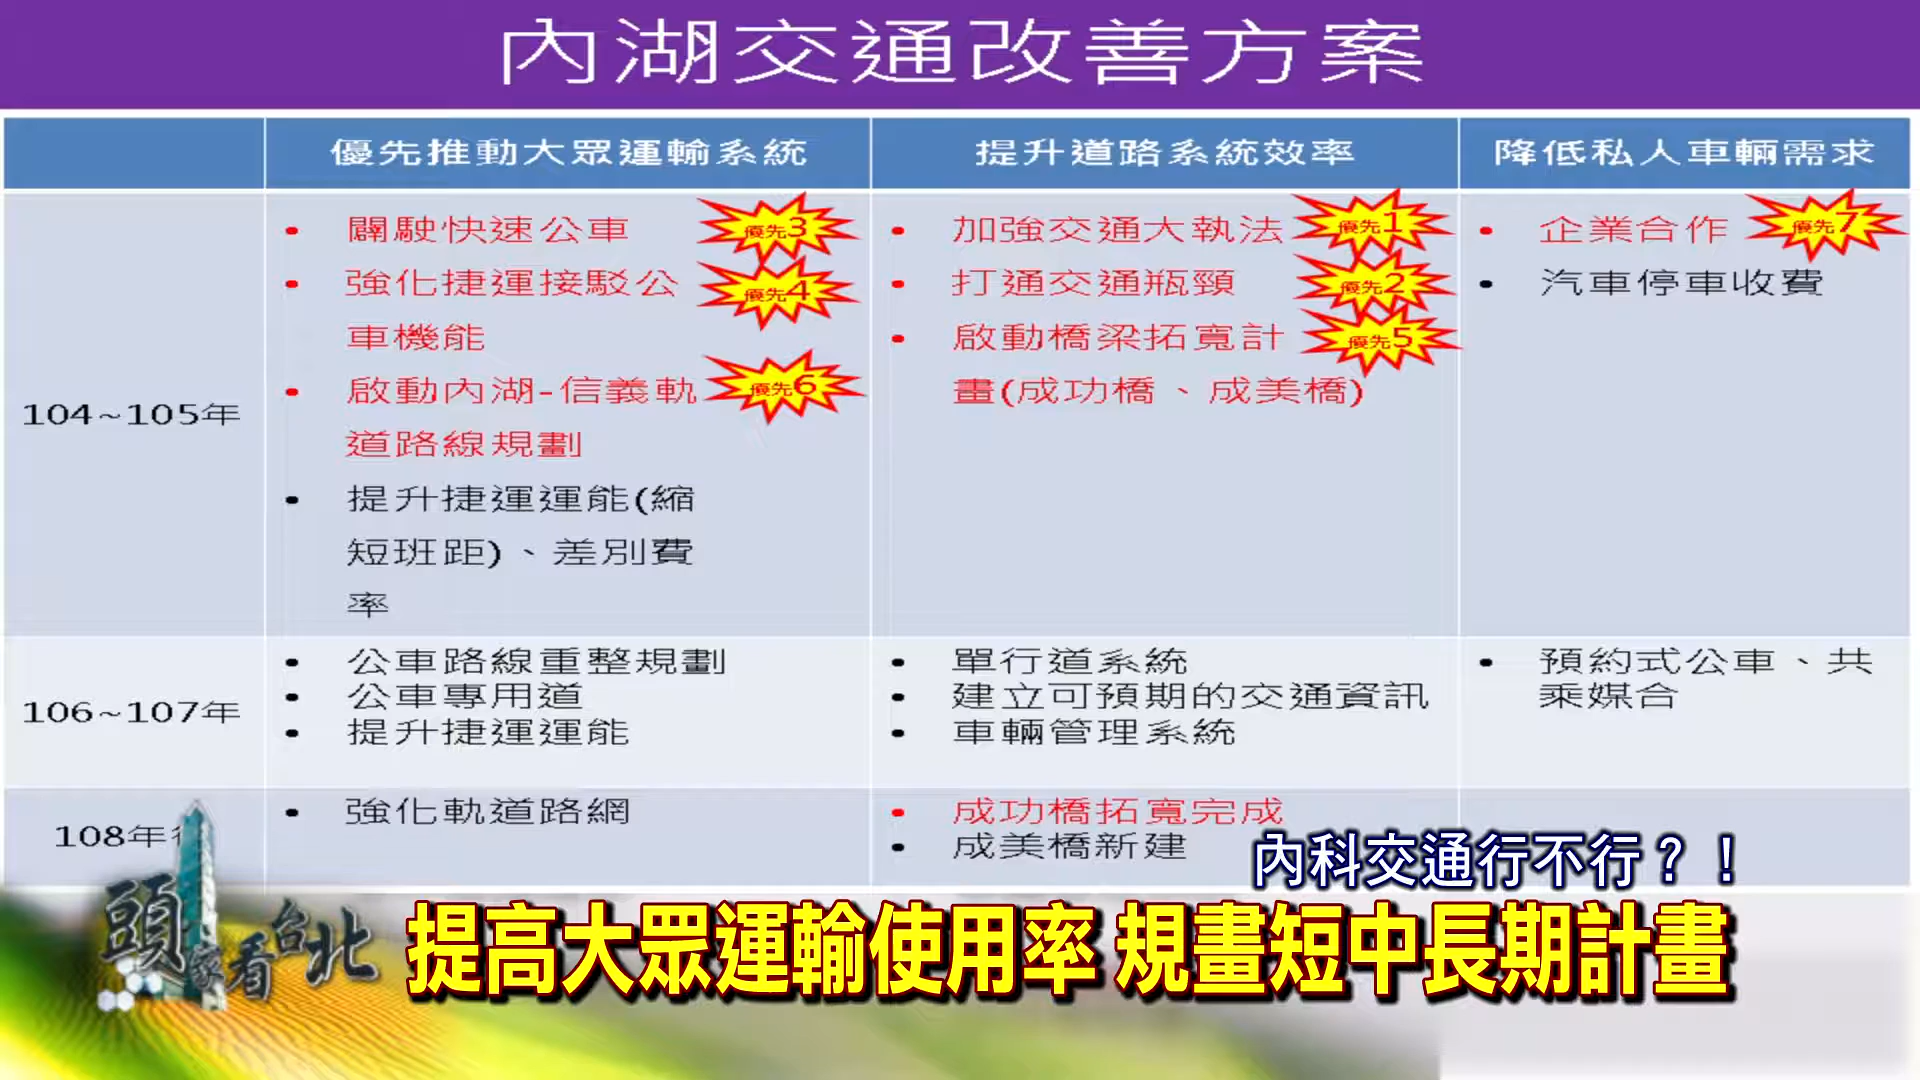 內湖交通改善方案
優先推動大眾運輸系統
提升道路系統效率
降低私人車輛需求
104~105年
• 闢駛快速公車 優先3
• 強化捷運接駁公 優先4
車機能
• 啟動內湖-信義軌 優先6
道路線規劃
• 提升捷運運能(縮
短班距)、差別費
率
• 加強交通大執法 優先1
• 打通交通瓶頸 優先2
• 啟動橋梁拓寬計 優先5
畫(成功橋、成美橋)
• 企業合作 優先7
• 汽車停車收費
106~107年
• 公車路線重整規劃
• 公車專用道
• 提升捷運運能
• 單行道系統
• 建立可預期的交通資訊
• 車輛管理系統
• 預約式公車、共
乘媒合
108年
• 強化軌道路網
• 成功橋拓寬完成
• 成美橋新建
內科交通行不行？！
頭家看台北
提高大眾運輸使用率 規畫短中長期計畫